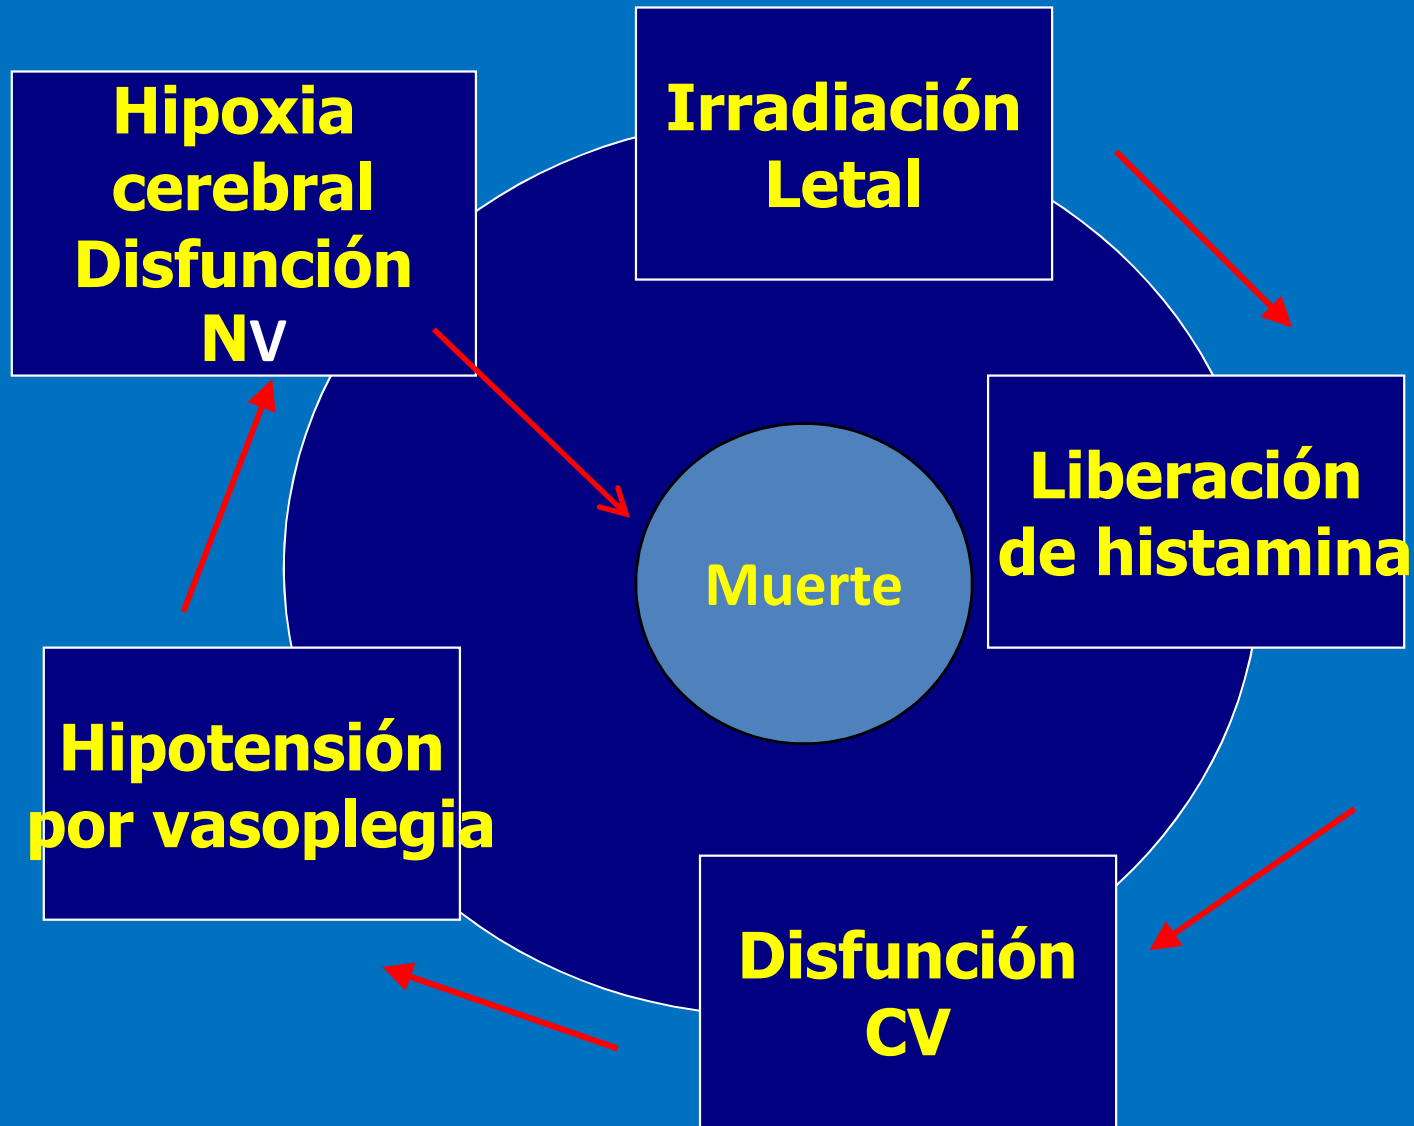 Irradiación
Letal
Liberación
de histamina
Disfunción
CV
Hipotensión
por vasoplegia
Hipoxia
cerebral
Disfunción
NV
Muerte